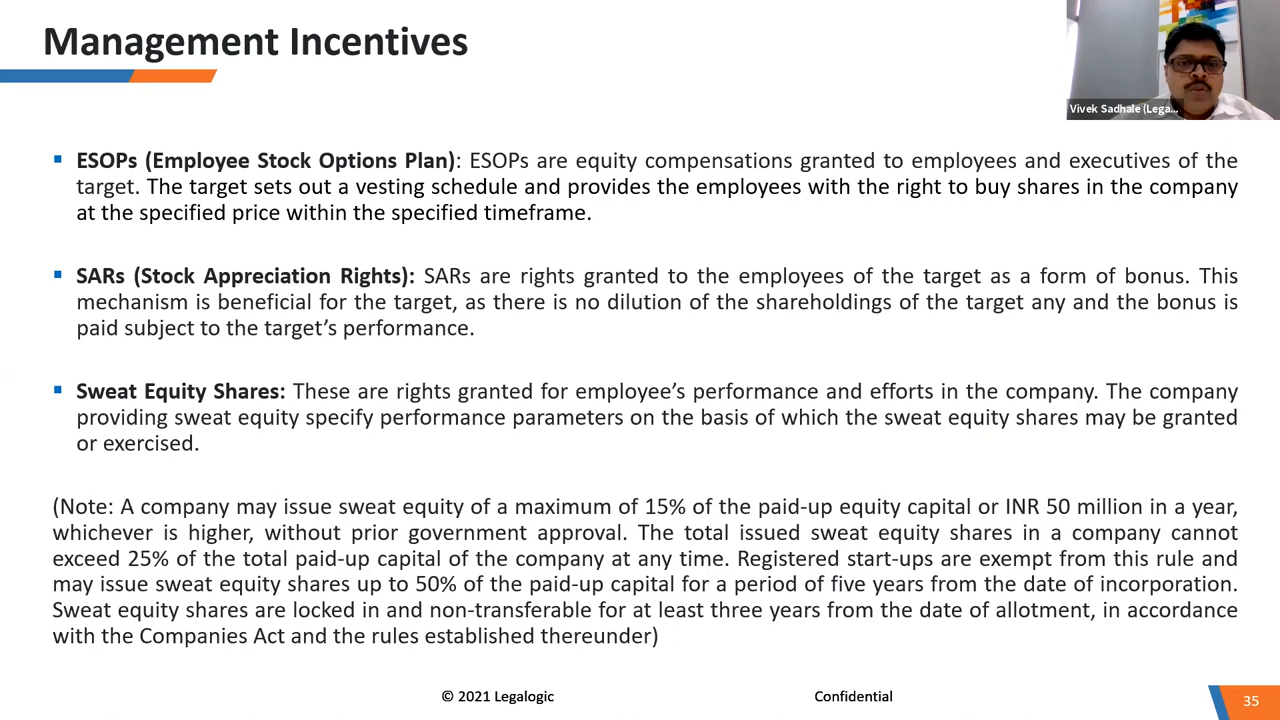 Management Incentives
Vivek Sadhale (Lega...
▪ ESOPs (Employee Stock Options Plan): ESOPs are equity compensations granted to employees and executives of the
target. The target sets out a vesting schedule and provides the employees with the right to buy shares in the company
at the specified price within the specified timeframe.
▪ SARs (Stock Appreciation Rights): SARs are rights granted to the employees of the target as a form of bonus. This
mechanism is beneficial for the target, as there is no dilution of the shareholdings of the target any and the bonus is
paid subject to the target’s performance.
▪ Sweat Equity Shares: These are rights granted for employee’s performance and efforts in the company. The company
providing sweat equity specify performance parameters on the basis of which the sweat equity shares may be granted
or exercised.
(Note: A company may issue sweat equity of a maximum of 15% of the paid-up equity capital or INR 50 million in a year,
whichever is higher, without prior government approval. The total issued sweat equity shares in a company cannot
exceed 25% of the total paid-up capital of the company at any time. Registered start-ups are exempt from this rule and
may issue sweat equity shares up to 50% of the paid-up capital for a period of five years from the date of incorporation.
Sweat equity shares are locked in and non-transferable for at least three years from the date of allotment, in accordance
with the Companies Act and the rules established thereunder)
© 2021 Legalogic
Confidential
35